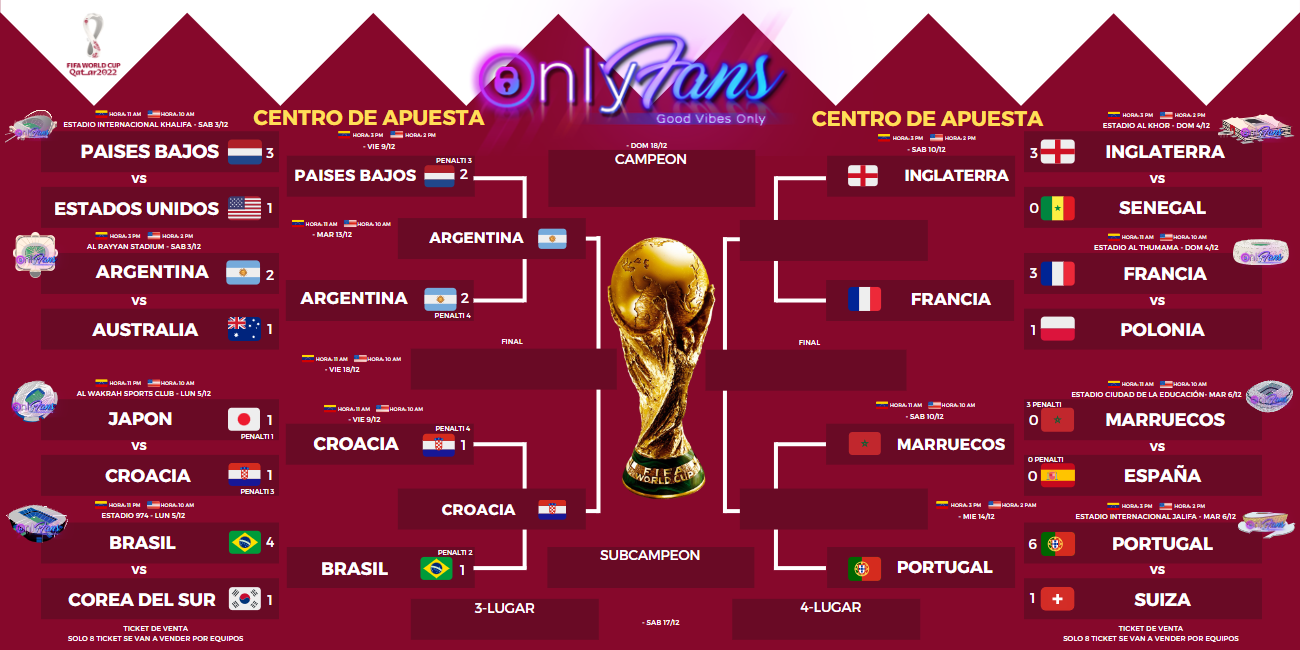 FIFA WORLD CUP
Qatar2022
OnlyFans
Good Vibes Only
CENTRO DE APUESTA
CENTRO DE APUESTA
HORA: 11 AM HORA: 10 AM
ESTADIO INTERNACIONAL KHALIFA - SAB 3/12
PAISES BAJOS 3
VS
ESTADOS UNIDOS 1
HORA: 3 PM HORA: 2 PM
AL RAYYAN STADIUM - SAB 3/12
ARGENTINA 2
VS
AUSTRALIA 1
HORA: 11 PM HORA: 10 AM
AL WAKRAH SPORTS CLUB - LUN 5/12
JAPON 1
PENALTI 1
VS
CROACIA 1
PENALTI 3
HORA: 11 PM HORA: 10 AM
ESTADIO 974 - LUN 5/12
BRASIL 4
VS
COREA DEL SUR 1
TICKET DE VENTA
SOLO 8 TICKET SE VAN A VENDER POR EQUIPOS
HORA: 3 PM HORA: 2 PM
- VIE 9/12
PENALTI 3
PAISES BAJOS 2
HORA: 11 AM HORA: 10 AM
- MAR 13/12
ARGENTINA
ARGENTINA 2
PENALTI 4
FINAL
HORA: 11 AM HORA: 10 AM
- VIE 18/12
HORA: 11 AM HORA: 10 AM
- VIE 9/12
PENALTI 4
CROACIA 1
CROACIA
PENALTI 2
BRASIL 1
3-LUGAR
- DOM 18/12
CAMPEON
FIFA
WORLD CUP
SUBCAMPEON
- SAB 17/12
HORA: 3 PM HORA: 2 PM
- SAB 10/12
INGLATERRA
FRANCIA
FINAL
HORA: 11 AM HORA: 10 AM
- SAB 10/12
MARRUECOS
HORA: 3 PM HORA: 2 PAM
- MIE 14/12
PORTUGAL
4-LUGAR
HORA: 3 PM HORA: 2 PM
ESTADIO AL KHOR - DOM 4/12
3 INGLATERRA
VS
0 SENEGAL
HORA: 11 AM HORA: 10 AM
ESTADIO AL THUMAMA - DOM 4/12
3 FRANCIA
VS
1 POLONIA
HORA: 11 AM HORA: 10 AM
ESTADIO CIUDAD DE LA EDUCACIÓN- MAR 6/12
3 PENALTI
0 MARRUECOS
VS
0 PENALTI
0 ESPAÑA
HORA: 3 PM HORA: 2 PM
ESTADIO INTERNACIONAL JALIFA - MAR 6/12
6 PORTUGAL
VS
1 SUIZA
TICKET DE VENTA
SOLO 8 TICKET SE VAN A VENDER POR EQUIPOS